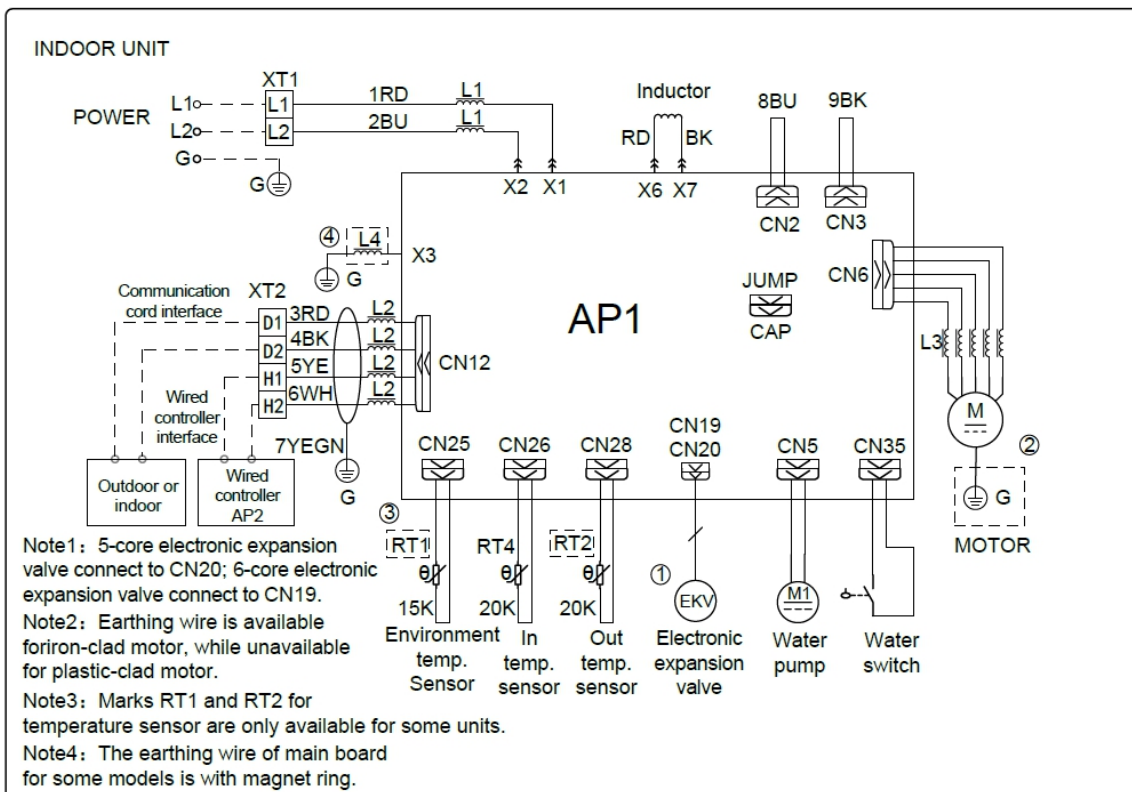 INDOOR UNIT
XT1
POWER
L1
L1
1RD
L1
L2
L2
2BU
L1
G
G
Inductor
RD
BK
8BU
9BK
X2
X1
X6
X7
CN2
CN3
④
L4
X3
G
CN6
JUMP
CAP
AP1
Communication
cord interface
XT2
D1
3RD
L2
D2
4BK
L2
H1
5YE
L2
H2
6WH
L2
CN12
L3
Wired
controller
interface
7YEGN
G
M
②
G
MOTOR
CN25
CN26
CN28
CN19
CN20
CN5
CN35
Outdoor or
indoor
Wired
controller
AP2
③
RT1
RT4
RT2
θ
θ
θ
15K
20K
20K
①
EKV
M1
Environment
temp.
Sensor
In
temp.
sensor
Out
temp.
sensor
Electronic
expansion
valve
Water
pump
Water
switch
Note1： 5-core electronic expansion
valve connect to CN20; 6-core electronic
expansion valve connect to CN19.
Note2： Earthing wire is available
foriron-clad motor, while unavailable
for plastic-clad motor.
Note3： Marks RT1 and RT2 for
temperature sensor are only available for some units.
Note4： The earthing wire of main board
for some models is with magnet ring.